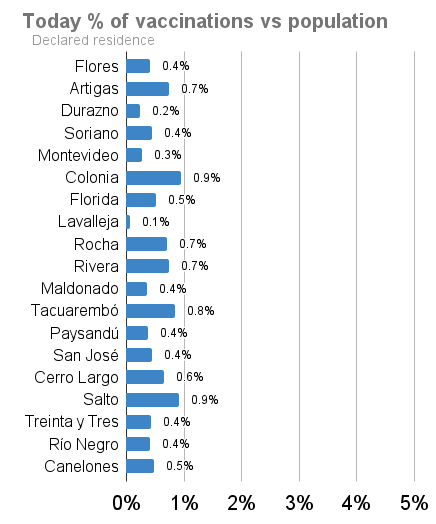 Today % of vaccinations vs population
Declared residence
Flores 0.4%
Artigas 0.7%
Durazno 0.2%
Soriano 0.4%
Montevideo 0.3%
Colonia 0.9%
Florida 0.5%
Lavalleja 0.1%
Rocha 0.7%
Rivera 0.7%
Maldonado 0.4%
Tacuarembó 0.8%
Paysandú 0.4%
San José 0.4%
Cerro Largo 0.6%
Salto 0.9%
Treinta y Tres 0.4%
Río Negro 0.4%
Canelones 0.5%
0% 1% 2% 3% 4% 5%